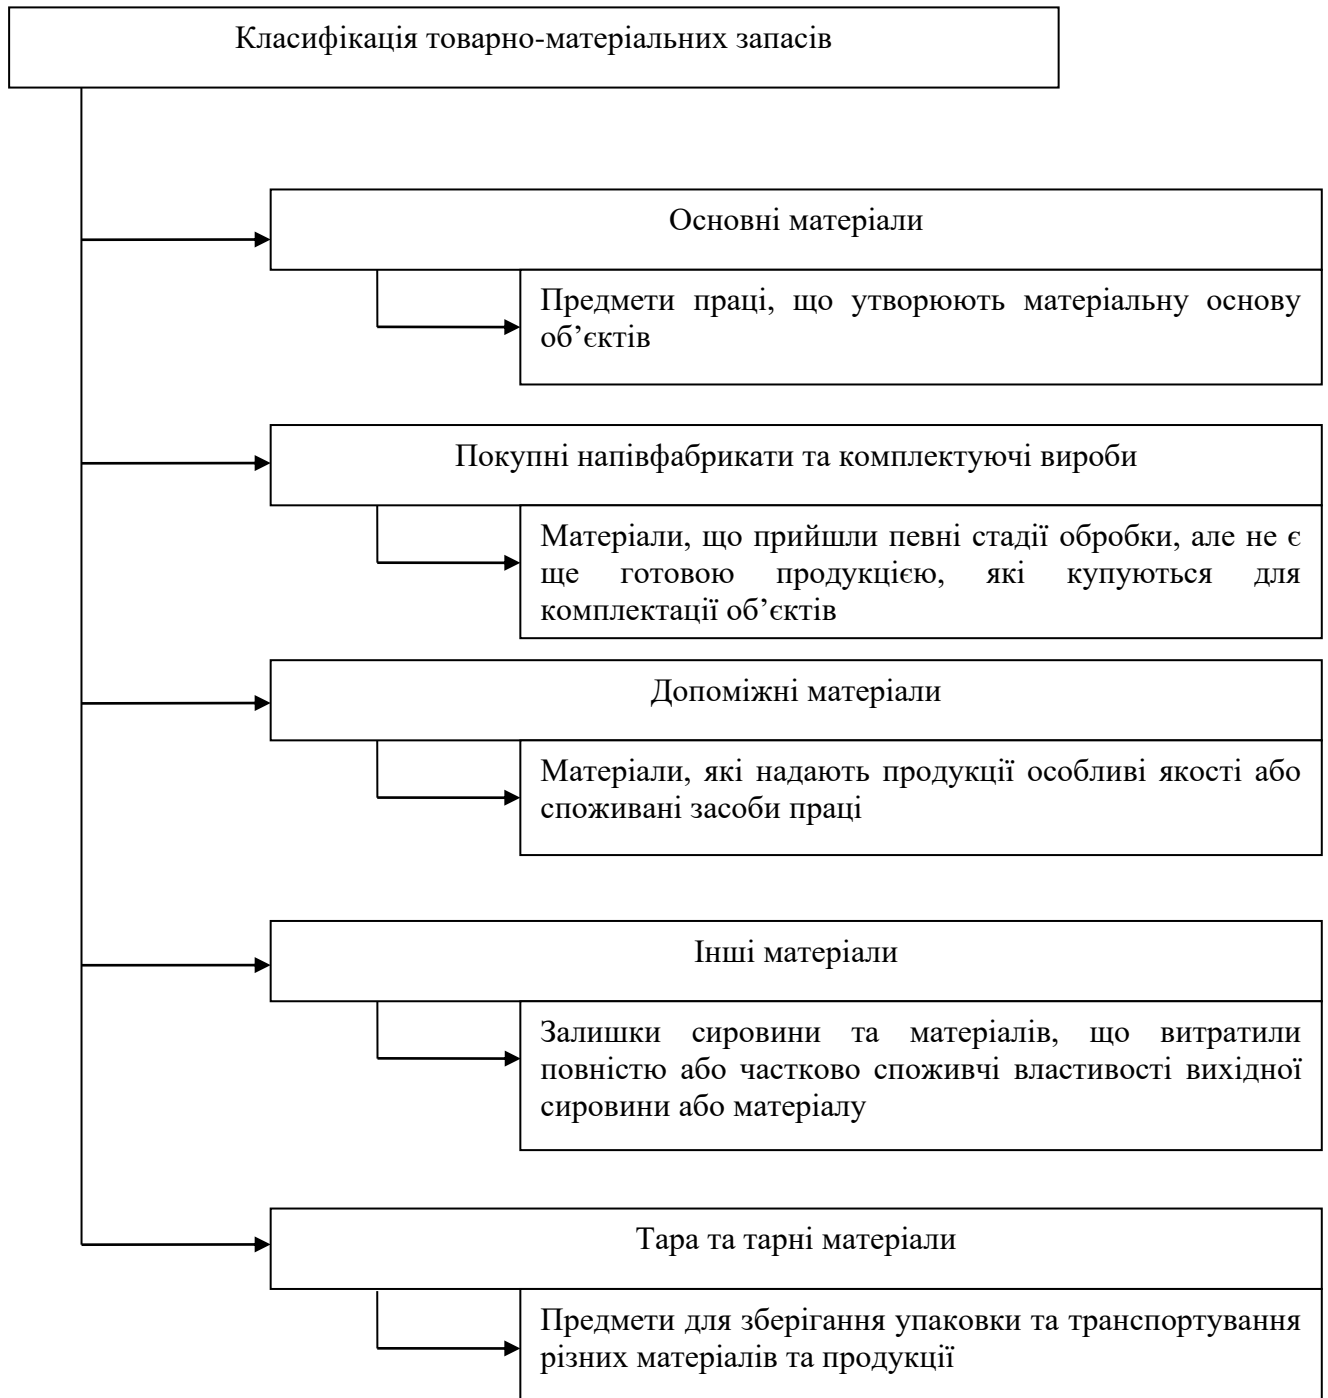 Класифікація товарно-матеріальних запасів
Основні матеріали
Предмети праці, що утворюють матеріальну основу
об’єктів
Покупні напівфабрикати та комплектуючі вироби
Матеріали, що прийшли певні стадії обробки, але не є
ще готовою продукцією, які купуються для
комплектації об’єктів
Допоміжні матеріали
Матеріали, які надають продукції особливі якості або
споживані засоби праці
Інші матеріали
Залишки сировини та матеріалів, що витратили
повністю або частково споживчі властивості вихідної
сировини або матеріалу
Тара та тарні матеріали
Предмети для зберігання упаковки та транспортування
різних матеріалів та продукції